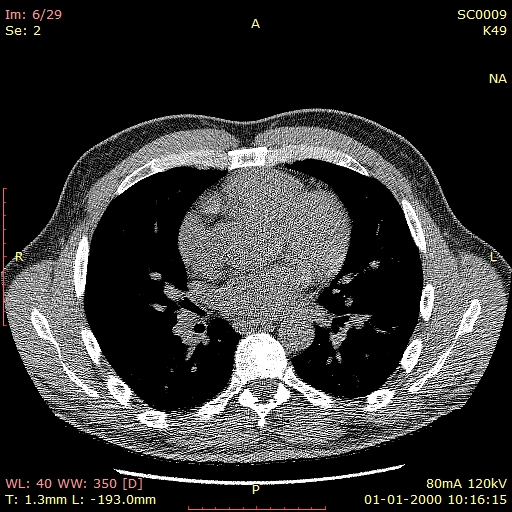 Im: 6/29
Se: 2
A
SC0009
K49
NA
R
L
WL: 40 WW: 350 [D]
T: 1.3mm L: -193.0mm
P
80mA 120kV
01-01-2000 10:16:15